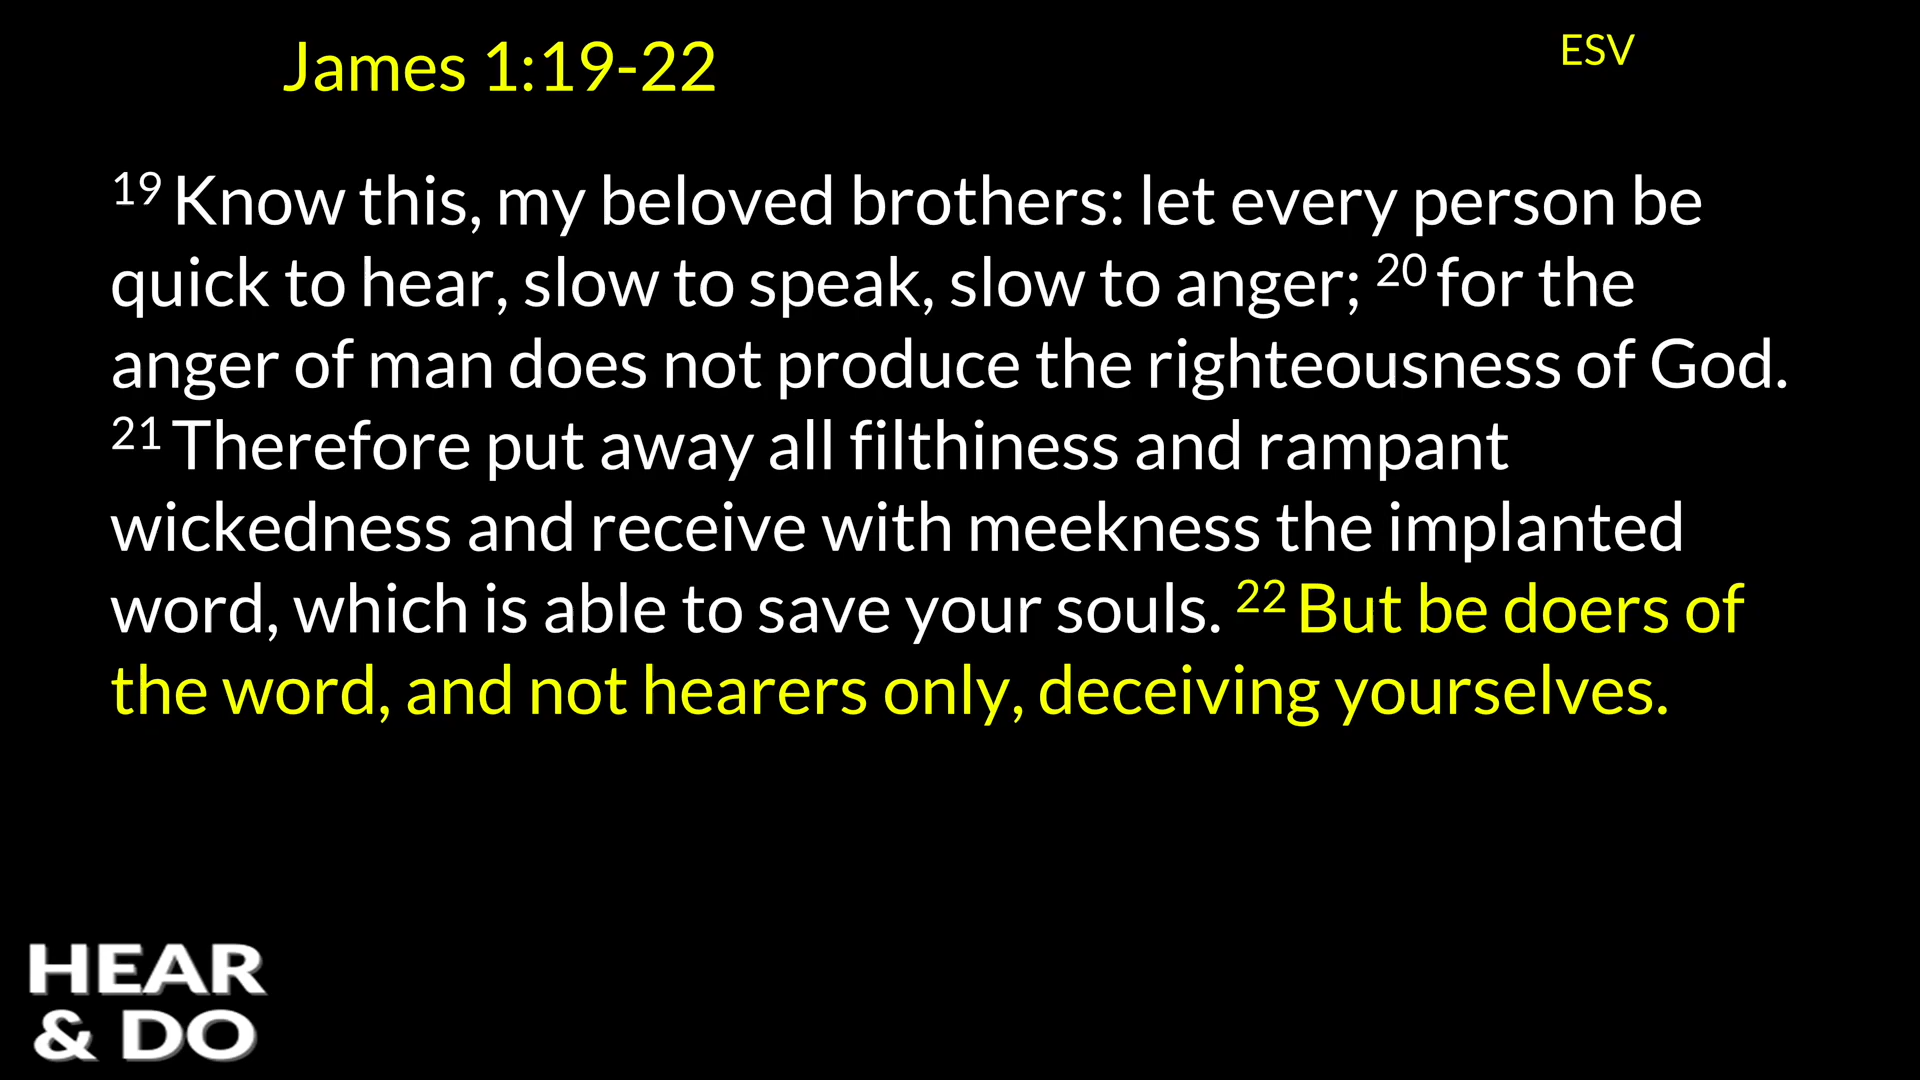 James 1:19-22
ESV
19 Know this, my beloved brothers: let every person be
quick to hear, slow to speak, slow to anger; 20 for the
anger of man does not produce the righteousness of God.
21 Therefore put away all filthiness and rampant
wickedness and receive with meekness the implanted
word, which is able to save your souls. 22 But be doers of
the word, and not hearers only, deceiving yourselves.
HEAR
& DO